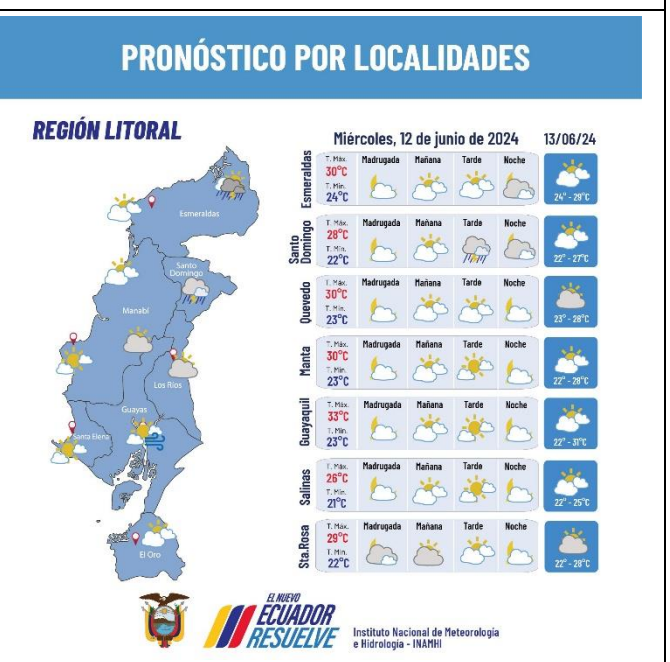 PRONÓSTICO POR LOCALIDADES
REGIÓN LITORAL
Esmeraldas
Santo
Domingo
Manabí
Los Ríos
Guayas
Santa Elena
El Oro
Miércoles, 12 de junio de 2024 13/06/24
Esmeraldas
T. Máx. Madrugada Mañana Tarde Noche
30°C
T. Mín.
24°C
24° - 29°C
Santo
Domingo
T. Máx. Madrugada Mañana Tarde Noche
28°C
T. Mín.
22°C
22° - 27°C
Quevedo
T. Máx. Madrugada Mañana Tarde Noche
30°C
T. Mín.
23°C
23° - 28°C
Manta
T. Máx. Madrugada Mañana Tarde Noche
30°C
T. Mín.
23°C
22° - 28°C
Guayaquil
T. Máx. Madrugada Mañana Tarde Noche
33°C
T. Mín.
23°C
22° - 31°C
Salinas
T. Máx. Madrugada Mañana Tarde Noche
26°C
T. Mín.
21°C
22° - 25°C
Sta.Rosa
T. Máx. Madrugada Mañana Tarde Noche
29°C
T. Mín.
22°C
22° - 28°C
EL NUEVO
ECUADOR
RESUELVE
Instituto Nacional de Meteorología
e Hidrología - INAMHI